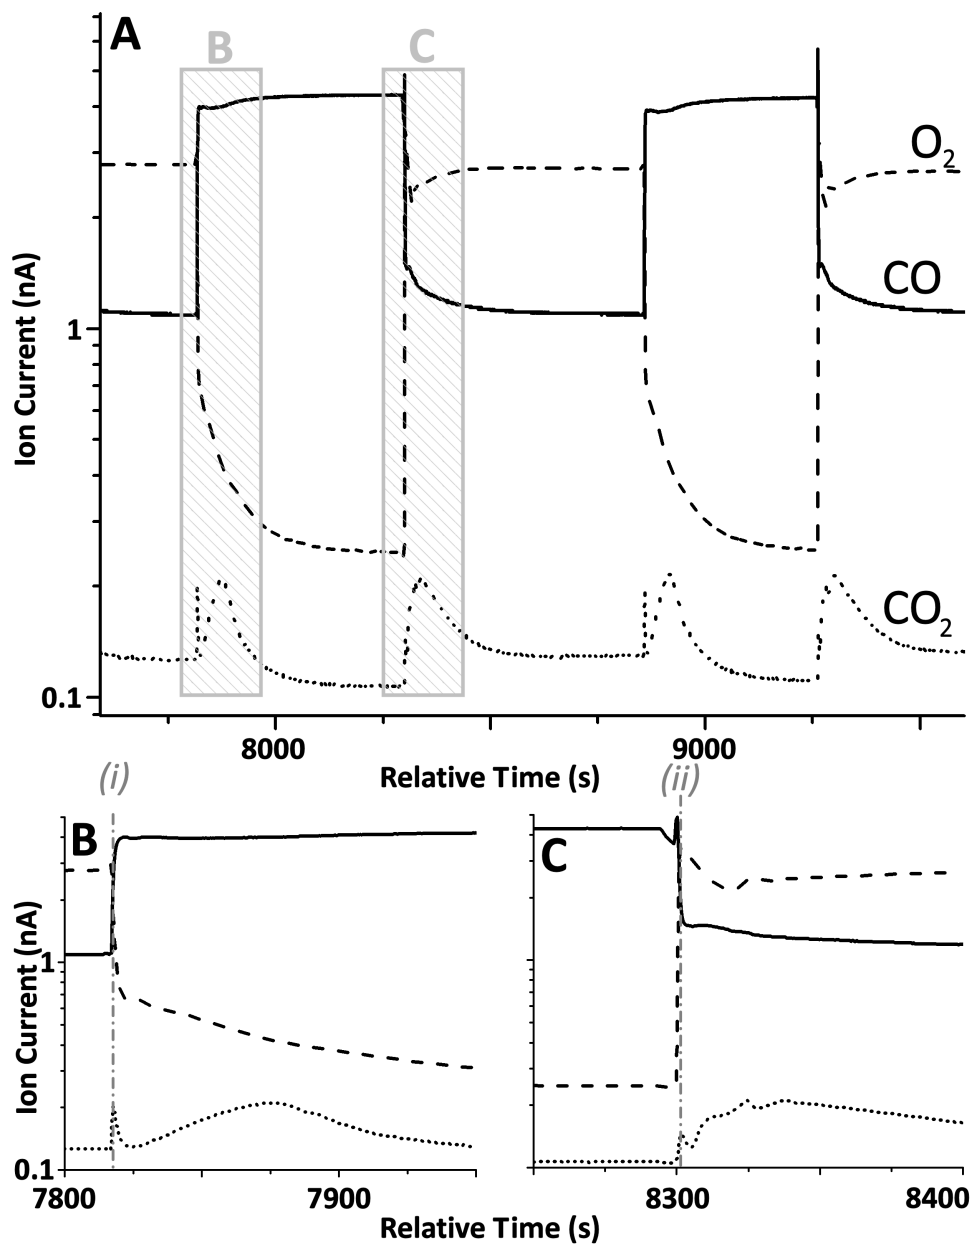 A
B
C
O2
CO
CO2
Ion Current (nA)
1
0.1
8000
9000
Relative Time (s)
(i)
(ii)
B
C
Ion Current (nA)
1
0.1
7800
7900
8300
8400
Relative Time (s)